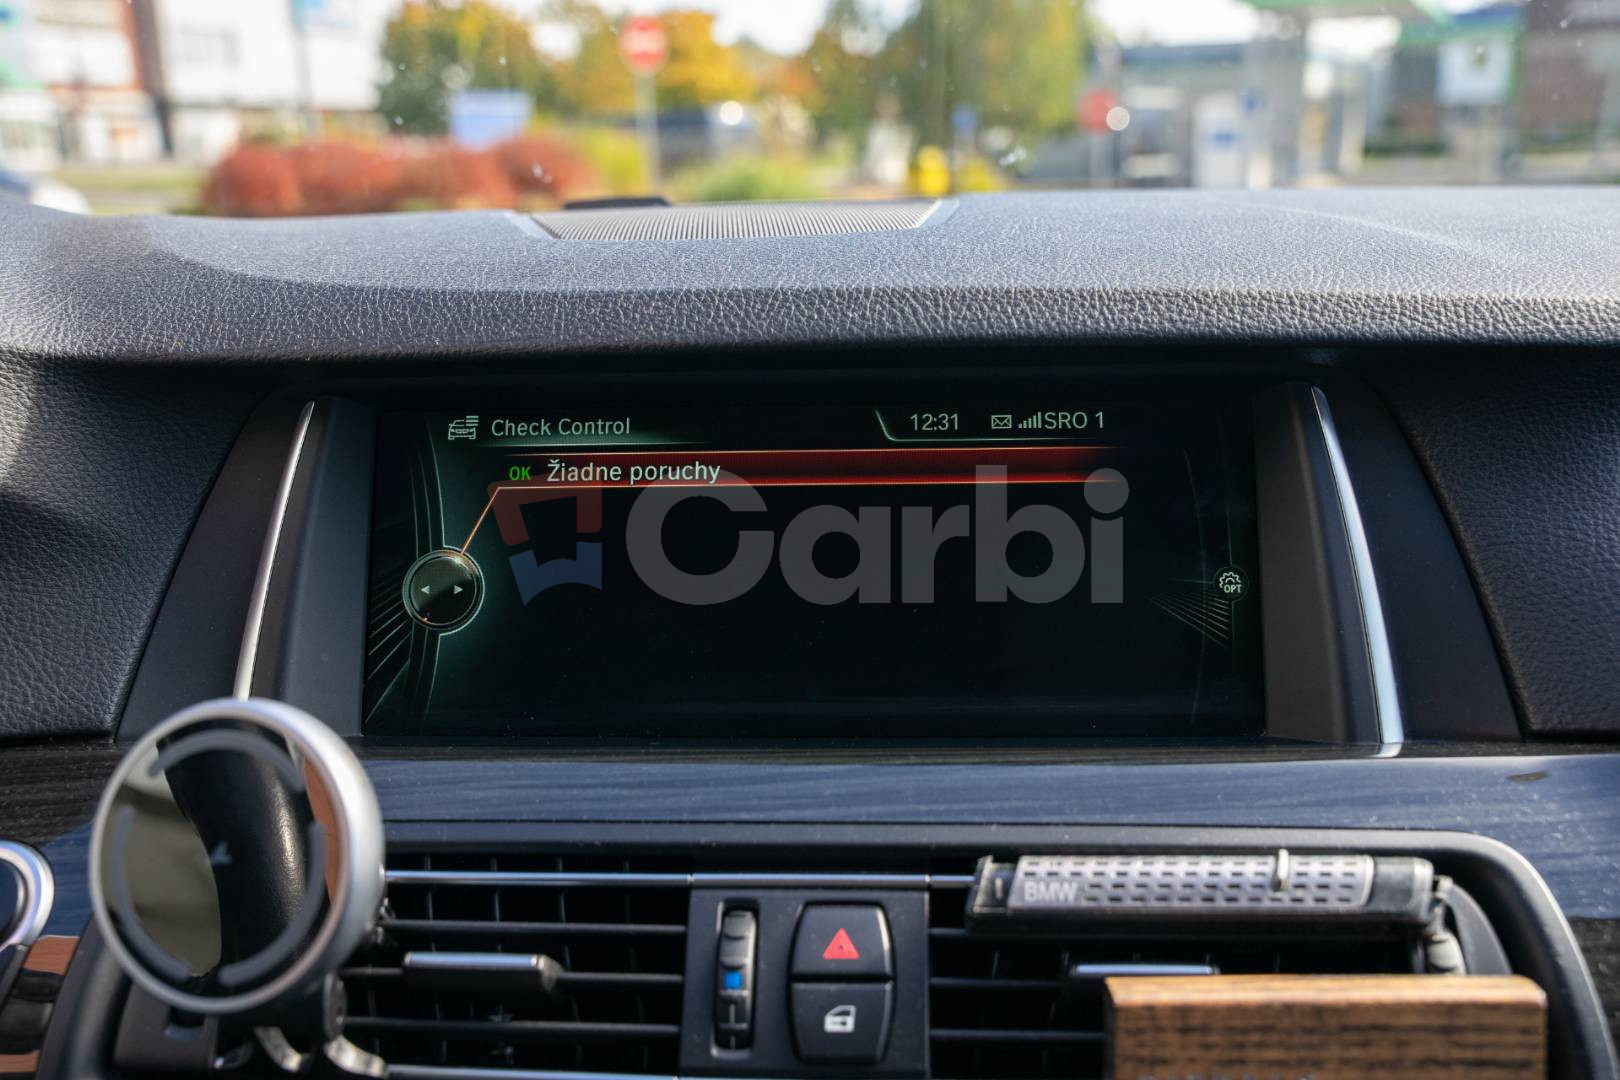 Check Control
12:31 SRO 1
OK Žiadne poruchy
Carbi
OPT
BMW